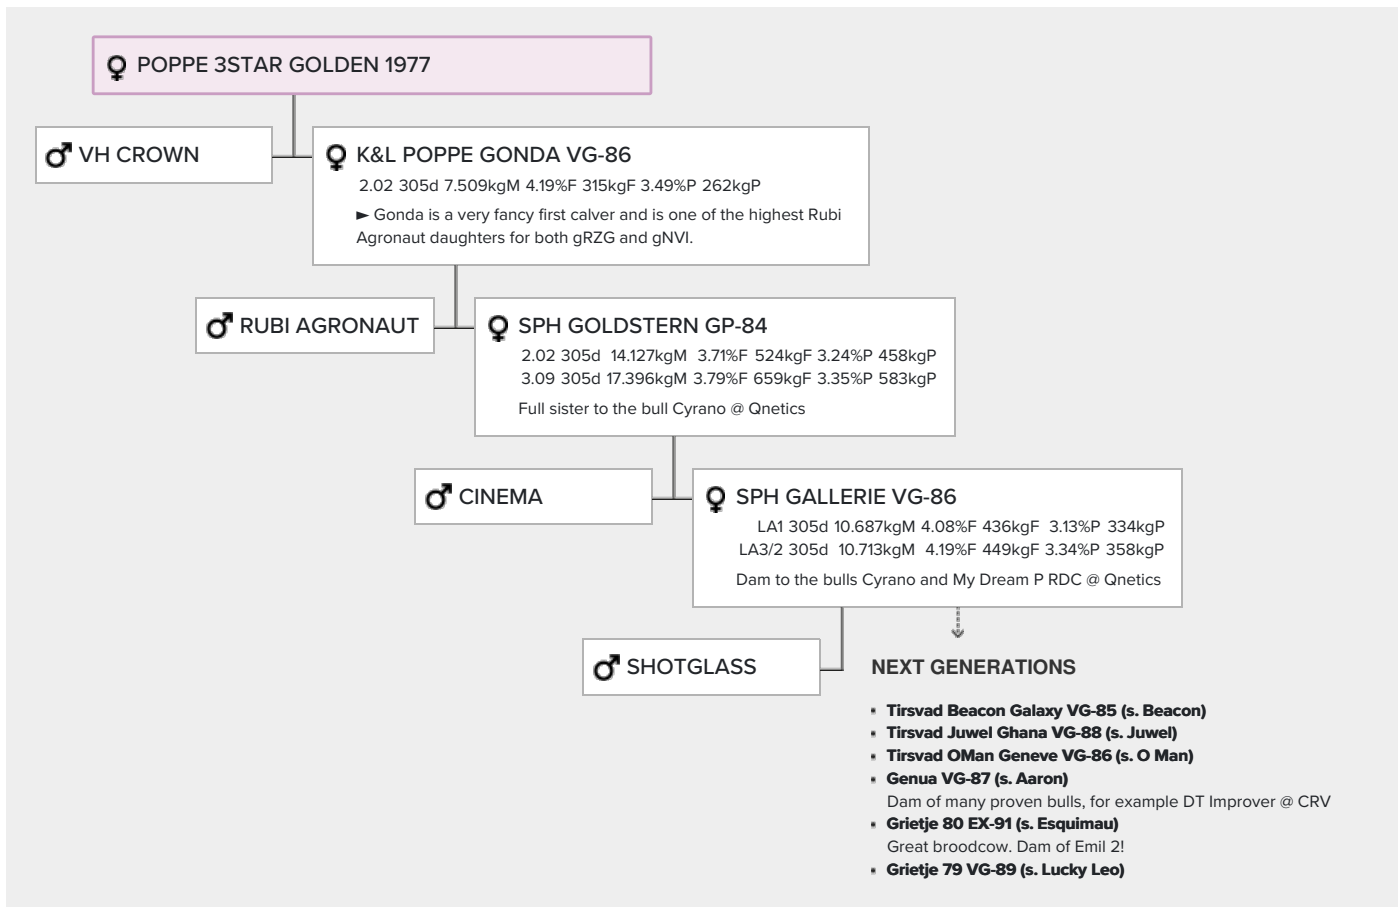 POPPE 3STAR GOLDEN 1977
VH CROWN
K&L POPPE GONDA VG-86
2.02 305d 7.509kgM 4.19%F 315kgF 3.49%P 262kgP
► Gonda is a very fancy first calver and is one of the highest Rubi
Agronaut daughters for both gRZG and gNVI.
RUBI AGRONAUT
SPH GOLDSTERN GP-84
2.02 305d 14.127kgM 3.71%F 524kgF 3.24%P 458kgP
3.09 305d 17.396kgM 3.79%F 659kgF 3.35%P 583kgP
Full sister to the bull Cyrano @ Qnetics
CINEMA
SPH GALLERIE VG-86
LA1 305d 10.687kgM 4.08%F 436kgF 3.13%P 334kgP
LA3/2 305d 10.713kgM 4.19%F 449kgF 3.34%P 358kgP
Dam to the bulls Cyrano and My Dream P RDC @ Qnetics
SHOTGLASS
NEXT GENERATIONS
▪ Tirsvad Beacon Galaxy VG-85 (s. Beacon)
▪ Tirsvad Juwel Ghana VG-88 (s. Juwel)
▪ Tirsvad OMan Geneve VG-86 (s. O Man)
▪ Genua VG-87 (s. Aaron)
Dam of many proven bulls, for example DT Improver @ CRV
▪ Grietje 80 EX-91 (s. Esquimau)
Great broodcow. Dam of Emil 2!
▪ Grietje 79 VG-89 (s. Lucky Leo)